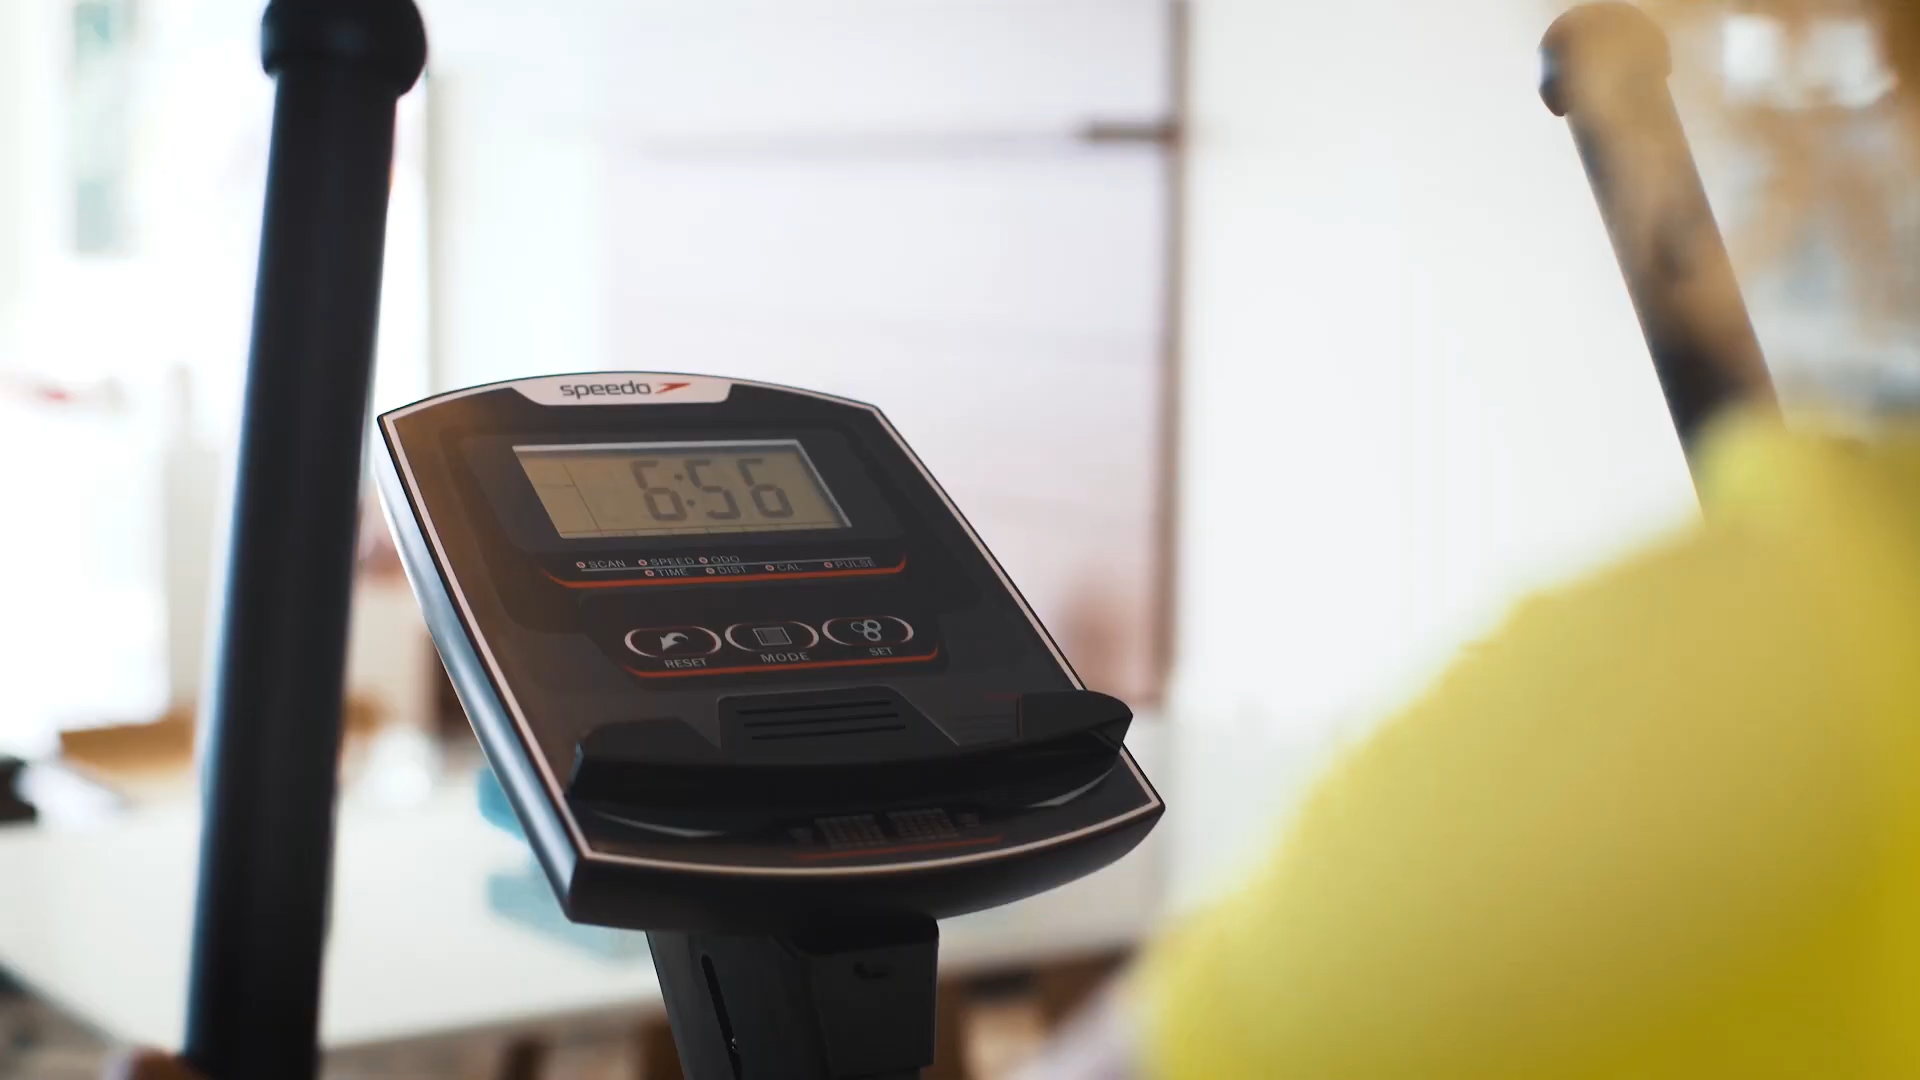 speedo
6:56
SCAN SPEED ODO
TIME DIST CAL PULSE
RESET MODE SET